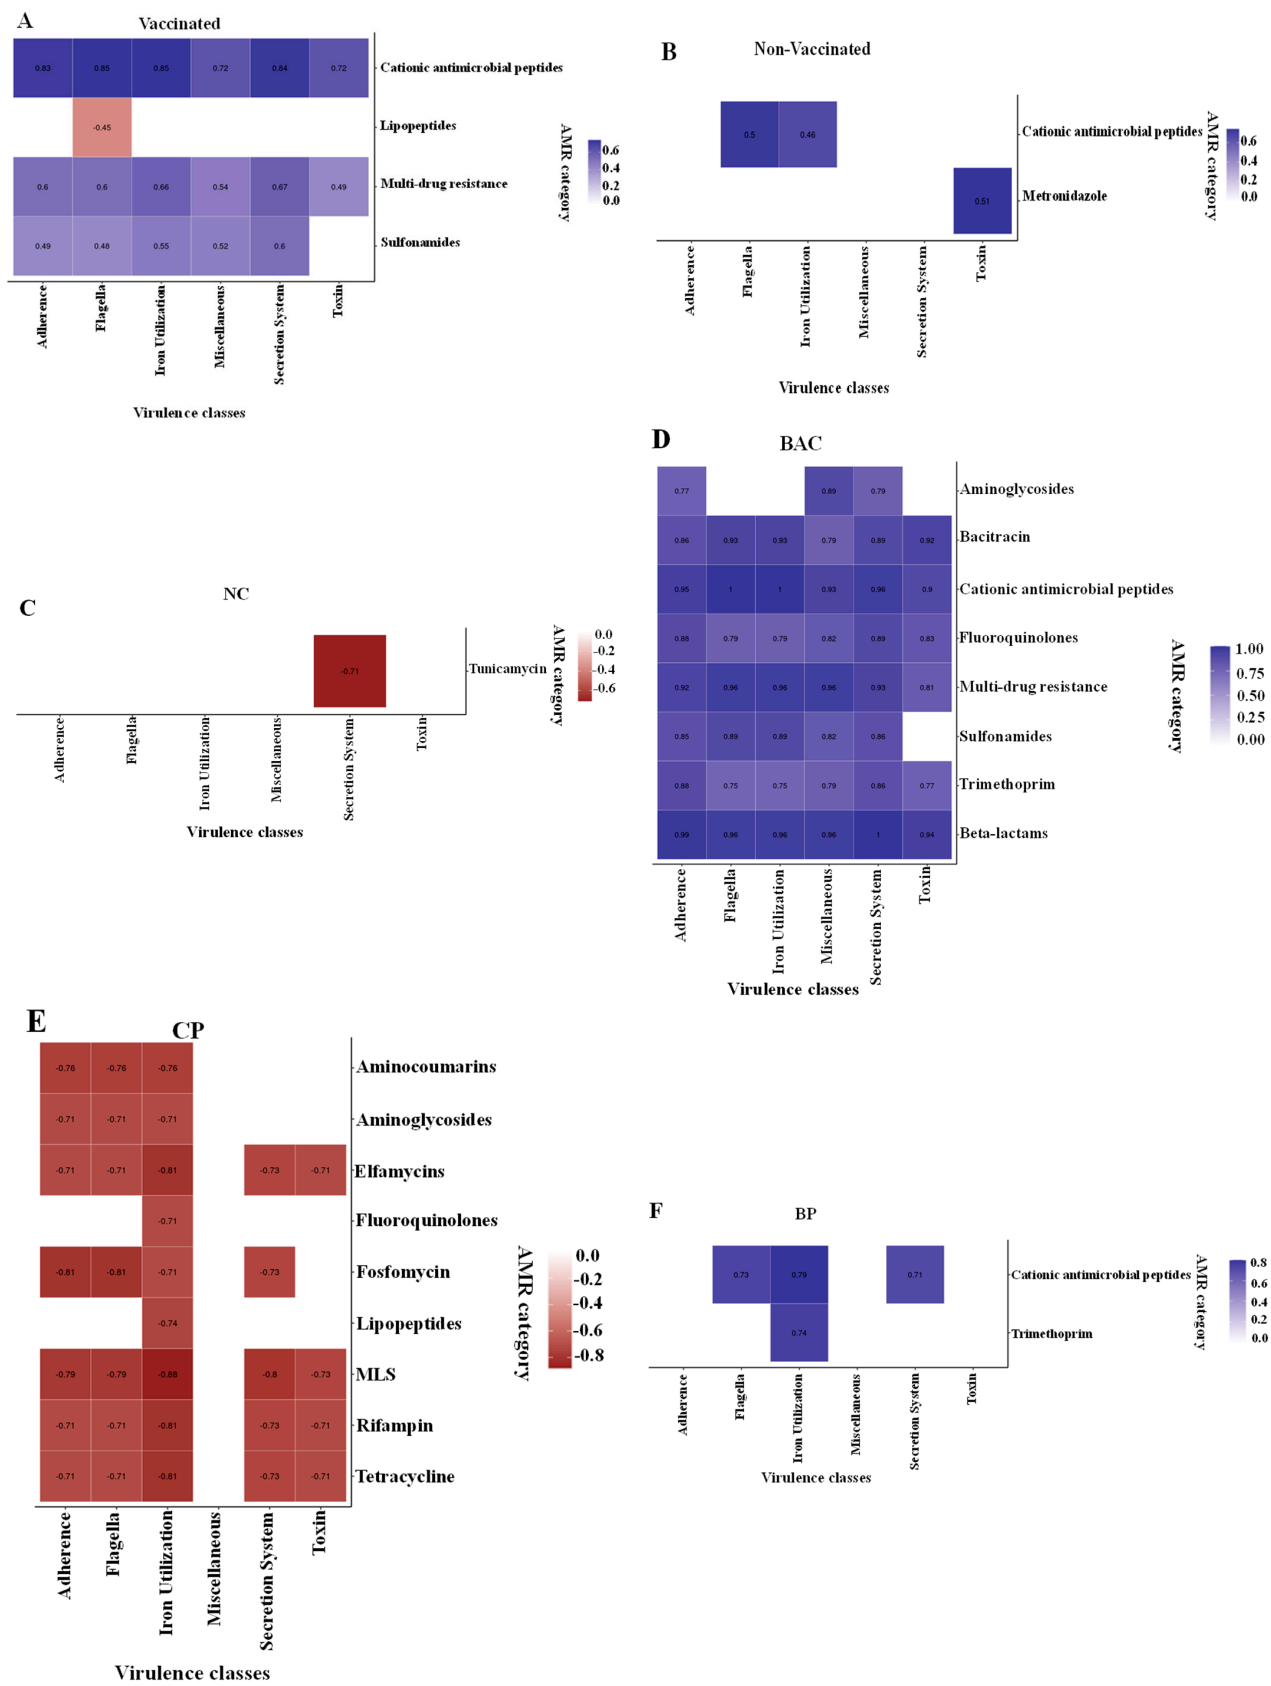 A
Vaccinated
0.83 0.85 0.85 0.72 0.84 0.72 Cationic antimicrobial peptides
-0.45 Lipopeptides
0.6 0.6 0.66 0.54 0.67 0.49 Multi-drug resistance
0.49 0.48 0.55 0.52 0.6 Sulfonamides
Adherence
Flagella
Iron Utilization
Miscellaneous
Secretion System
Toxin
Virulence classes
AMR category
0.6
0.4
0.2
0.0
B
Non-Vaccinated
0.5 0.46 Cationic antimicrobial peptides
0.51 Metronidazole
Adherence
Flagella
Iron Utilization
Miscellaneous
Secretion System
Toxin
Virulence classes
AMR category
0.6
0.4
0.2
0.0
C
NC
-0.71 Tunicamycin
Adherence
Flagella
Iron Utilization
Miscellaneous
Secretion System
Toxin
Virulence classes
AMR category
0.0
-0.2
-0.4
-0.6
D
BAC
0.77 0.89 0.79 Aminoglycosides
0.86 0.93 0.93 0.79 0.89 0.92 Bacitracin
0.95 1 1 0.93 0.96 0.9 Cationic antimicrobial peptides
0.88 0.79 0.79 0.82 0.89 0.83 Fluoroquinolones
0.92 0.96 0.96 0.96 0.93 0.81 Multi-drug resistance
0.85 0.89 0.89 0.82 0.86 Sulfonamides
0.88 0.75 0.75 0.79 0.86 0.77 Trimethoprim
0.99 0.96 0.96 0.96 1 0.94 Beta-lactams
Adherence
Flagella
Iron Utilization
Miscellaneous
Secretion System
Toxin
Virulence classes
AMR category
1.00
0.75
0.50
0.25
0.00
E
CP
-0.76 -0.76 -0.76 Aminocoumarins
-0.71 -0.71 -0.71 Aminoglycosides
-0.71 -0.71 -0.81 -0.73 -0.71 Elfamycins
-0.71 Fluoroquinolones
-0.81 -0.81 -0.71 -0.73 Fosfomycin
-0.74 Lipopeptides
-0.79 -0.79 -0.88 -0.8 -0.73 MLS
-0.71 -0.71 -0.81 -0.73 -0.71 Rifampin
-0.71 -0.71 -0.81 -0.73 -0.71 Tetracycline
Adherence
Flagella
Iron Utilization
Miscellaneous
Secretion System
Toxin
Virulence classes
AMR category
0.0
-0.2
-0.4
-0.6
-0.8
F
BP
0.73 0.79 0.71 Cationic antimicrobial peptides
0.74 Trimethoprim
Adherence
Flagella
Iron Utilization
Miscellaneous
Secretion System
Toxin
Virulence classes
AMR category
0.8
0.6
0.4
0.2
0.0